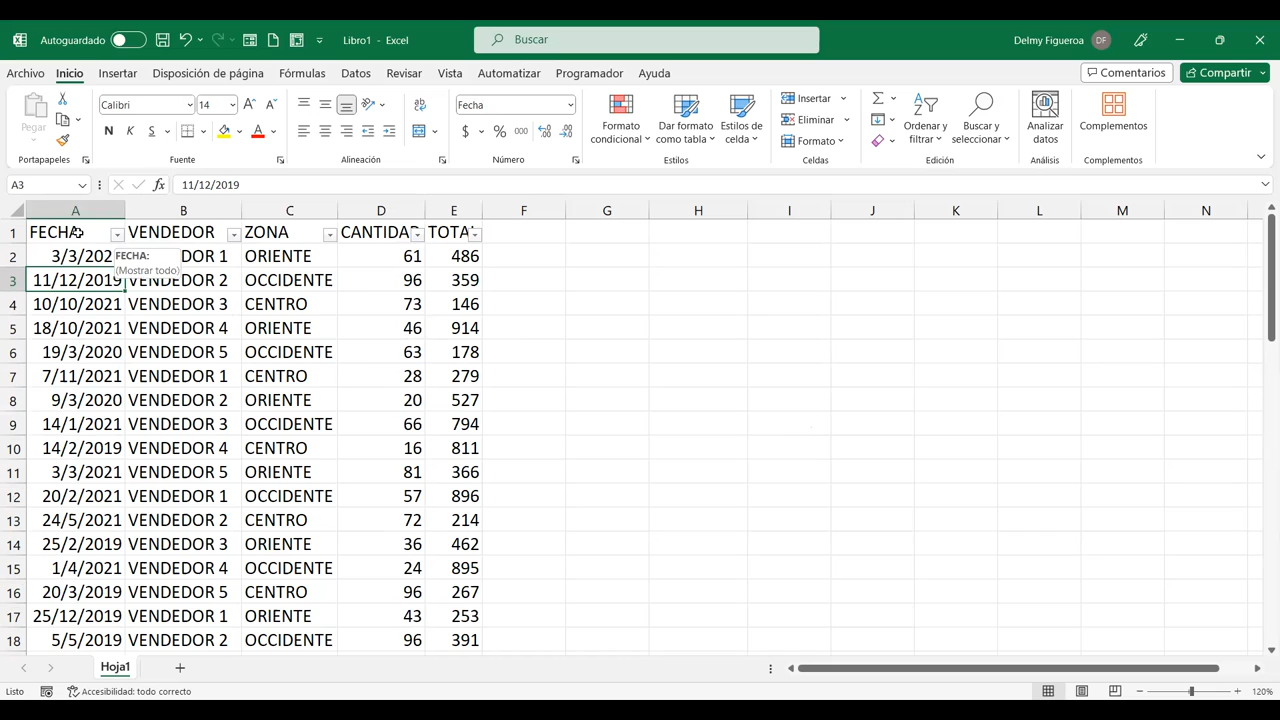 Autoguardado
Libro1 - Excel
Buscar
Delmy Figueroa
DF
Archivo Inicio Insertar Disposición de página Fórmulas Datos Revisar Vista Automatizar Programador Ayuda
Comentarios
Compartir
Pegar
Portapapeles
Calibri
14
N K S
Fuente
Alineación
Fecha
$ % 000
Número
Formato condicional
Dar formato como tabla
Estilos de celda
Estilos
Insertar
Eliminar
Formato
Celdas
Ordenar y filtrar
Buscar y seleccionar
Edición
Analizar datos
Análisis
Complementos
Complementos
A3
fx
11/12/2019
A B C D E F G H I J K L M N
1 FECHA VENDEDOR ZONA CANTIDAD TOTAL
2 3/3/202 DOR 1 ORIENTE 61 486
FECHA:
(Mostrar todo)
3 11/12/2019 VENDEDOR 2 OCCIDENTE 96 359
4 10/10/2021 VENDEDOR 3 CENTRO 73 146
5 18/10/2021 VENDEDOR 4 ORIENTE 46 914
6 19/3/2020 VENDEDOR 5 OCCIDENTE 63 178
7 7/11/2021 VENDEDOR 1 CENTRO 28 279
8 9/3/2020 VENDEDOR 2 ORIENTE 20 527
9 14/1/2021 VENDEDOR 3 OCCIDENTE 66 794
10 14/2/2019 VENDEDOR 4 CENTRO 16 811
11 3/3/2021 VENDEDOR 5 ORIENTE 81 366
12 20/2/2021 VENDEDOR 1 OCCIDENTE 57 896
13 24/5/2021 VENDEDOR 2 CENTRO 72 214
14 25/2/2019 VENDEDOR 3 ORIENTE 36 462
15 1/4/2021 VENDEDOR 4 OCCIDENTE 24 895
16 20/3/2019 VENDEDOR 5 CENTRO 96 267
17 25/12/2019 VENDEDOR 1 ORIENTE 43 253
18 5/5/2019 VENDEDOR 2 OCCIDENTE 96 391
Hoja1
Listo
Accesibilidad: todo correcto
120%